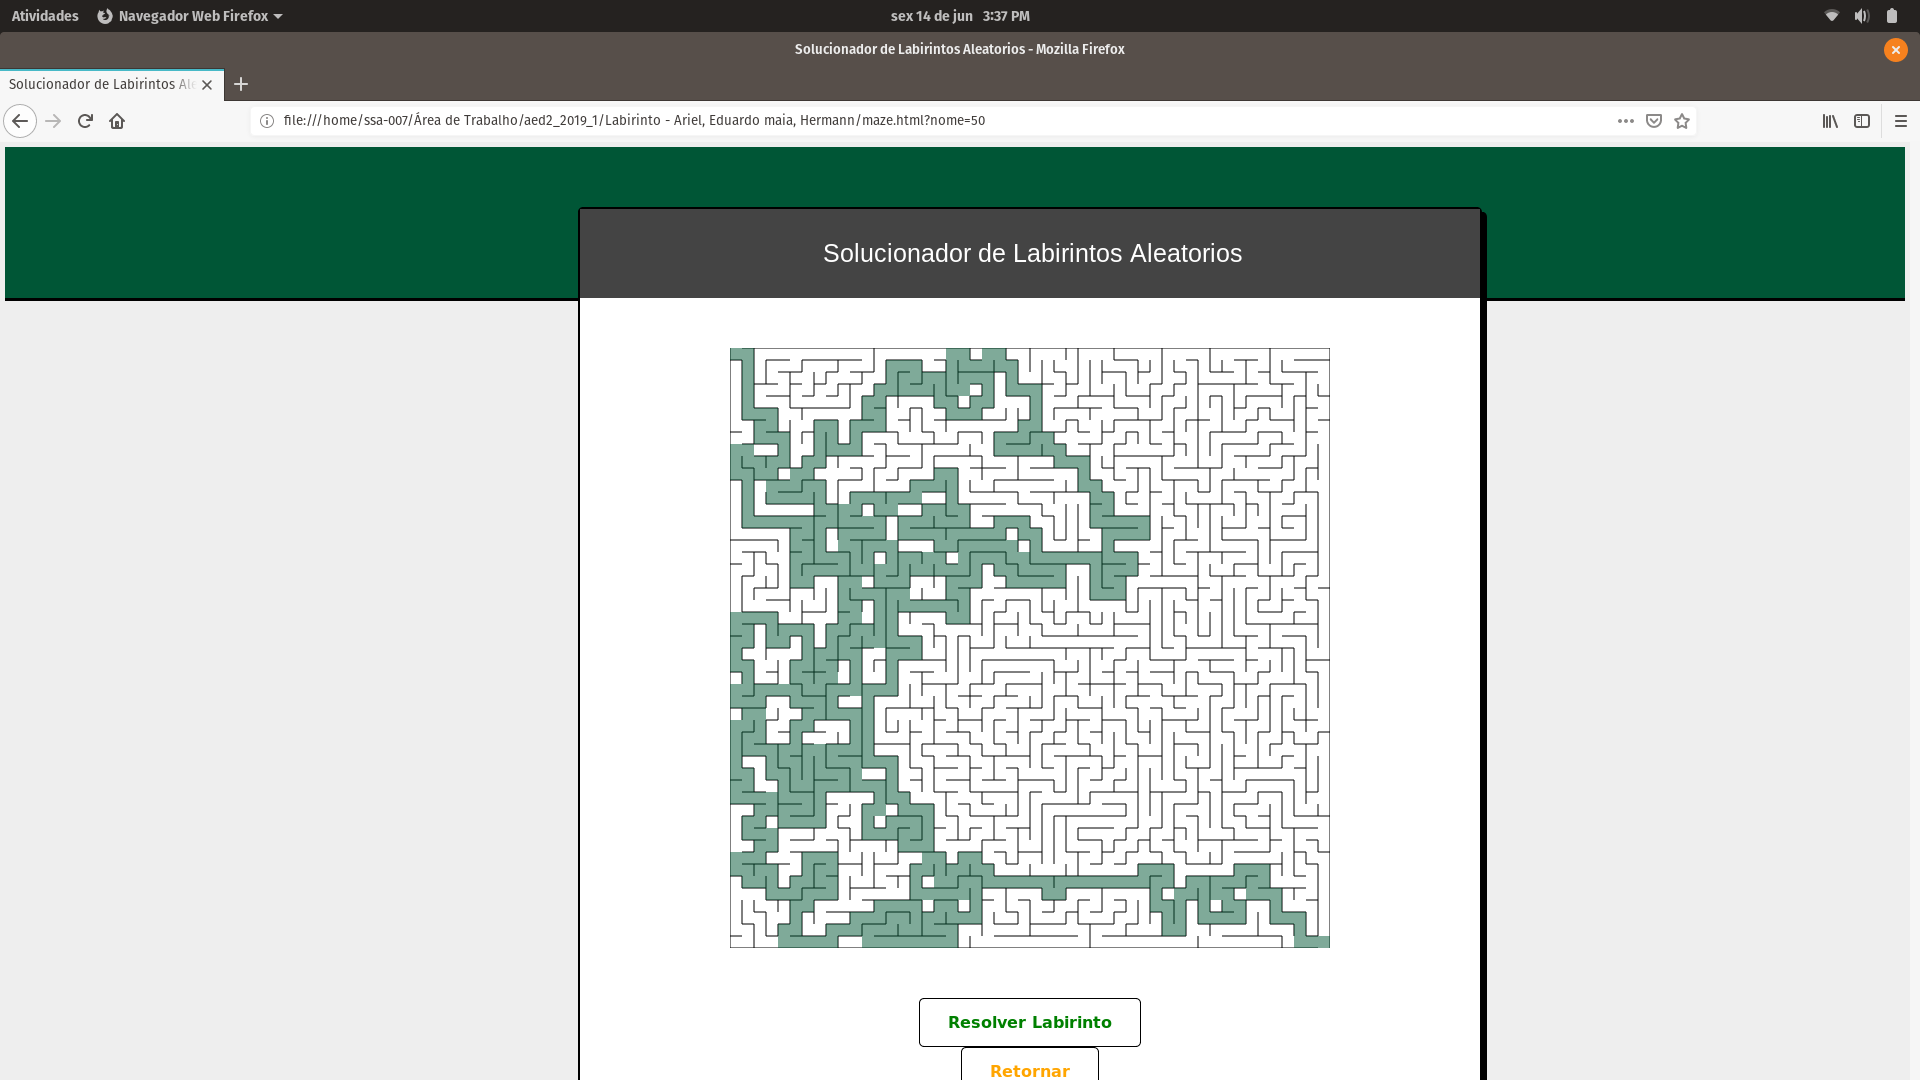 Atividades Navegador Web Firefox sex 14 de jun 3:37 PM
Solucionador de Labirintos Aleatorios - Mozilla Firefox
Solucionador de Labirintos Ale
file:///home/ssa-007/Área de Trabalho/aed2_2019_1/Labirinto - Ariel, Eduardo maia, Hermann/maze.html?nome=50
Solucionador de Labirintos Aleatorios
Resolver Labirinto
Retornar